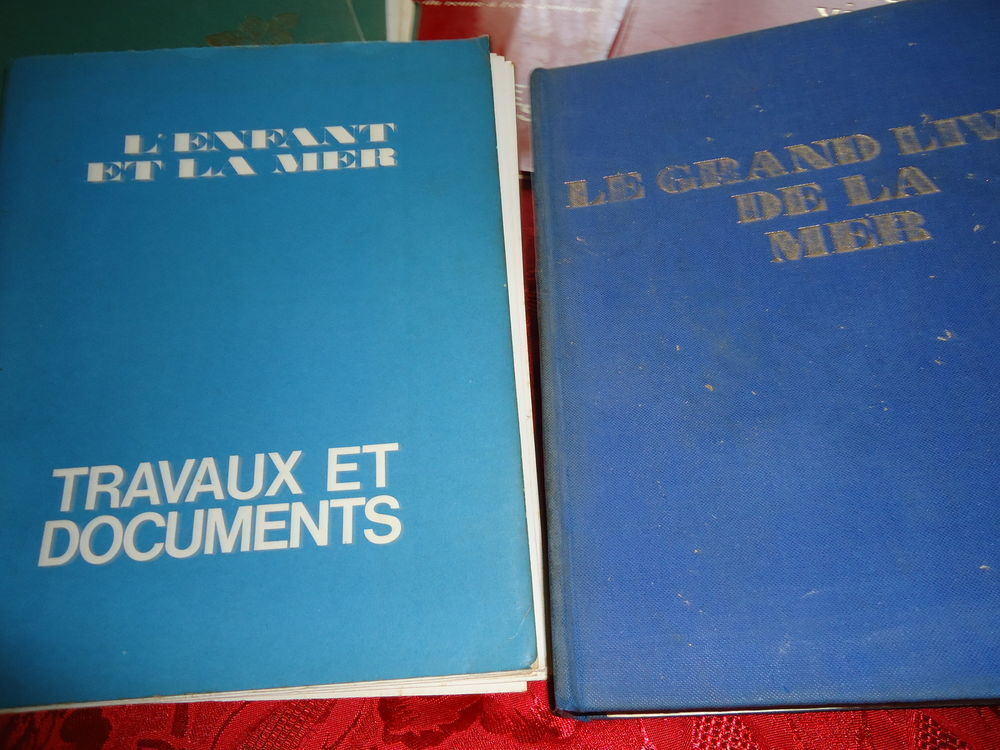 L'ENFANT
ET LA MER
TRAVAUX ET
DOCUMENTS
LE GRAND LIV
DE LA
MER